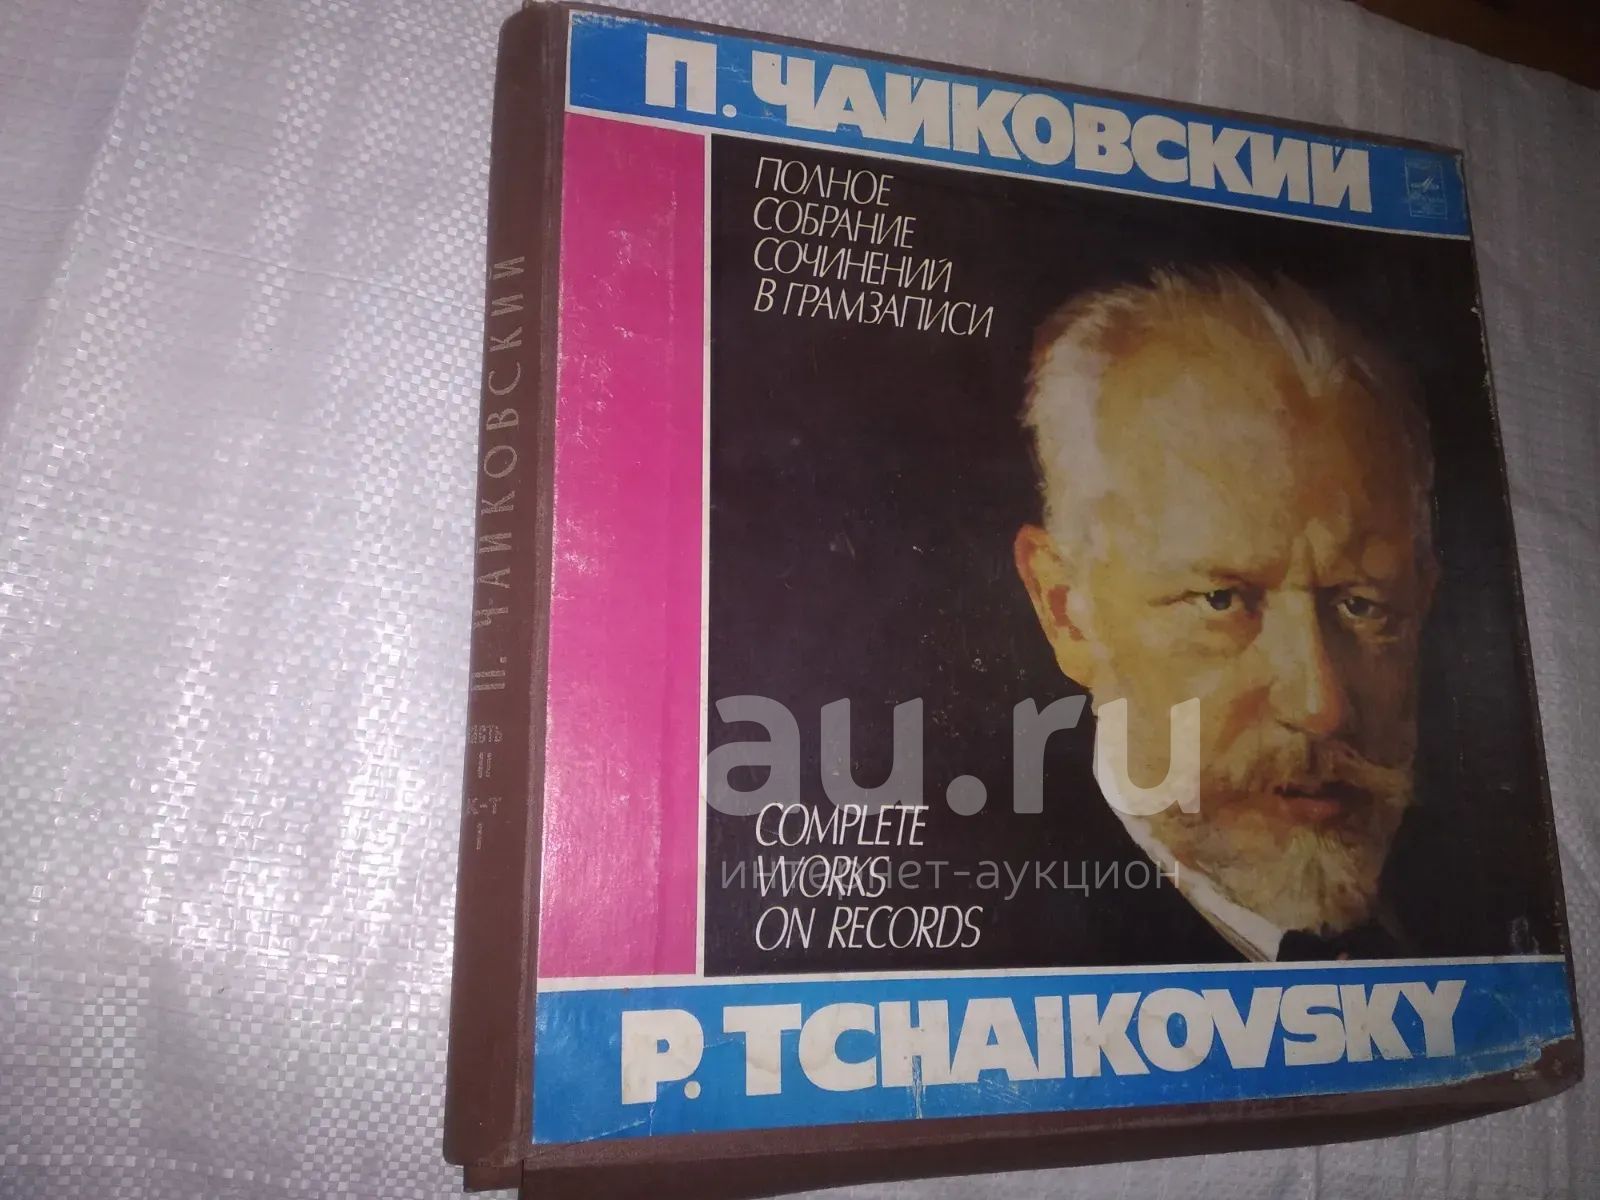 П. ЧАЙКОВСКИЙ
ПОЛНОЕ
СОБРАНИЕ
СОЧИНЕНИЙ
В ГРАМЗАПИСИ
П. ЧАЙКОВСКИЙ
au.ru
интернет-аукцион
COMPLETE
WORKS
ON RECORDS
P. TCHAIKOVSKY